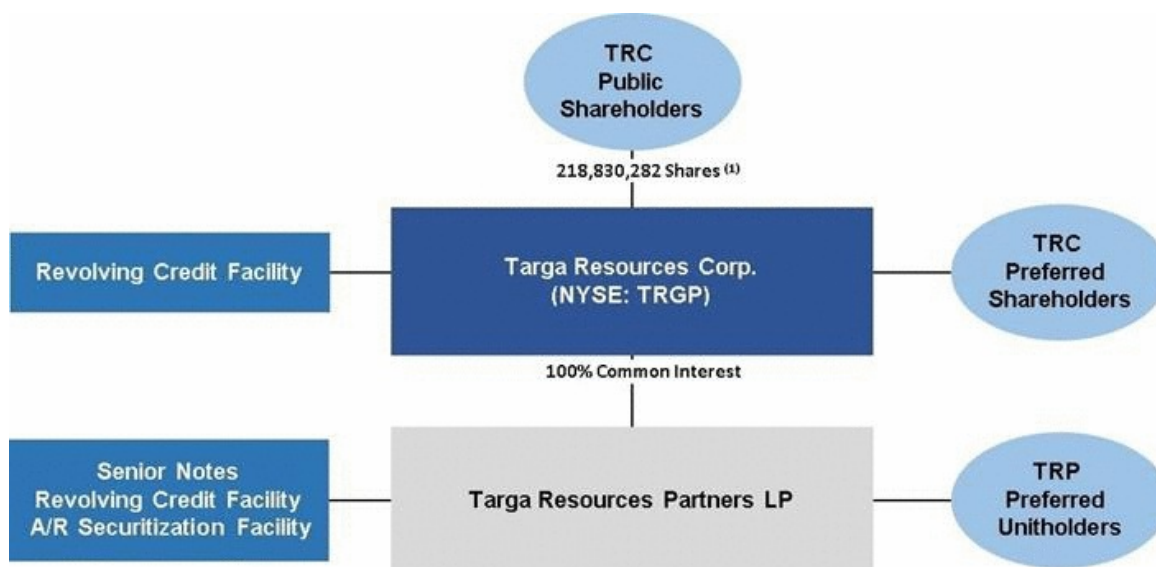 TRC
Public
Shareholders
218,830,282 Shares (1)
Revolving Credit Facility
Targa Resources Corp.
(NYSE: TRGP)
TRC
Preferred
Shareholders
100% Common Interest
Senior Notes
Revolving Credit Facility
A/R Securitization Facility
Targa Resources Partners LP
TRP
Preferred
Unitholders